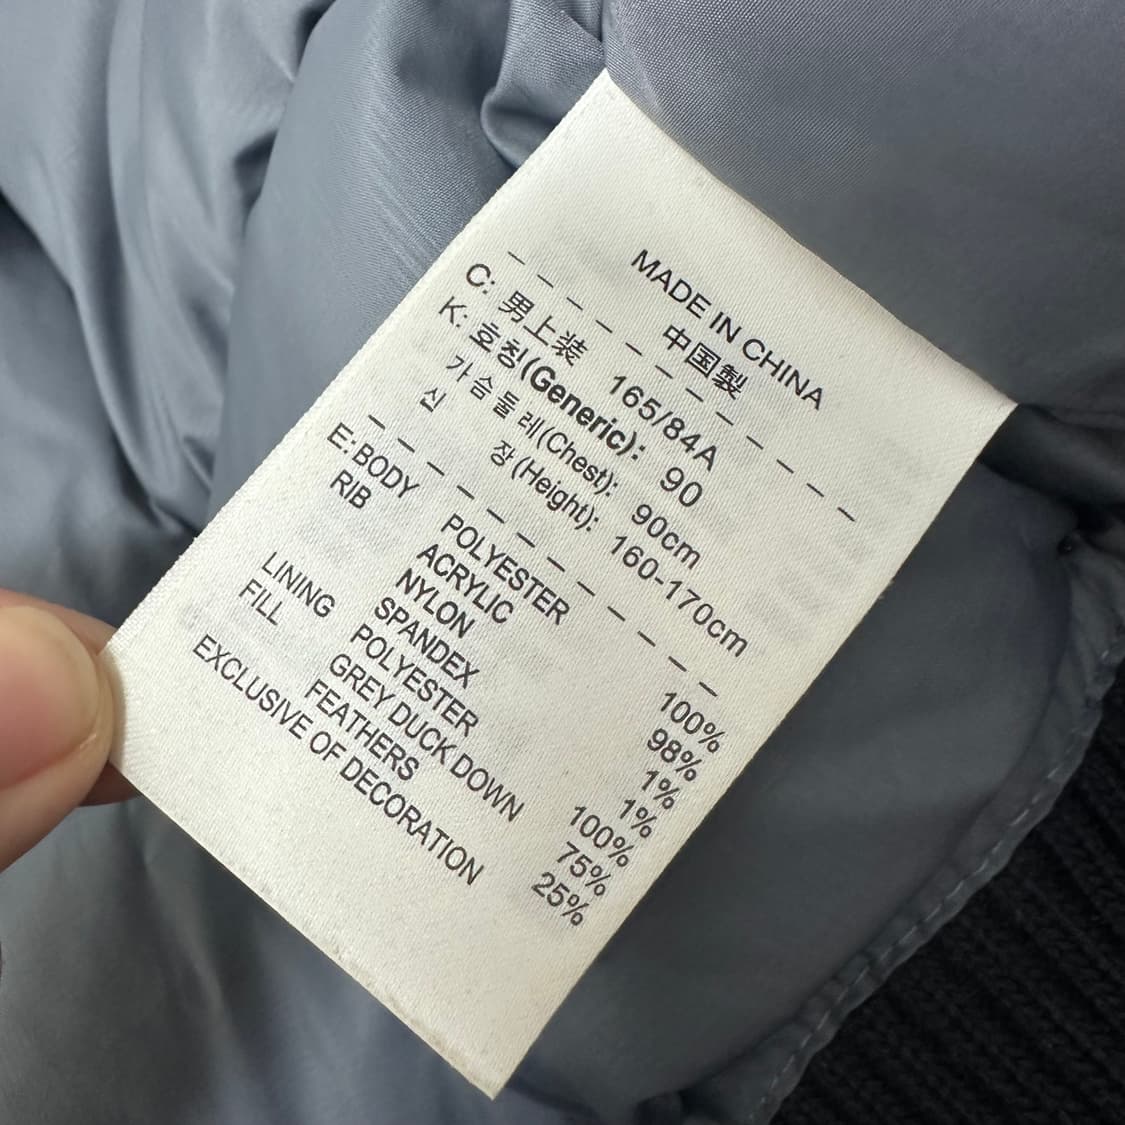 MADE IN CHINA
中国製
C: 男上装 165/84A
K: 호칭(Generic): 90
가슴둘레(Chest): 90cm
신장(Height): 160-170cm
E: BODY POLYESTER 100%
RIB ACRYLIC 98%
NYLON 1%
SPANDEX 1%
LINING POLYESTER 100%
FILL GREY DUCK DOWN 75%
FEATHERS 25%
EXCLUSIVE OF DECORATION